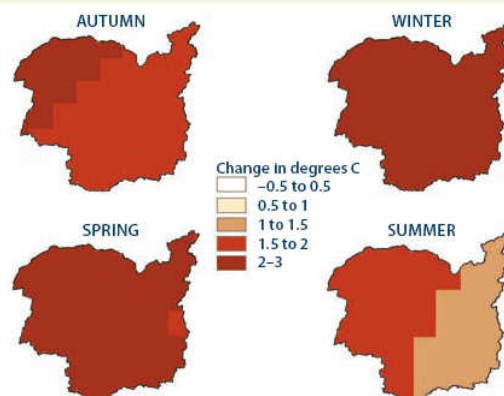 AUTUMN
WINTER
Change in degrees C
–0.5 to 0.5
0.5 to 1
1 to 1.5
1.5 to 2
2–3
SPRING
SUMMER